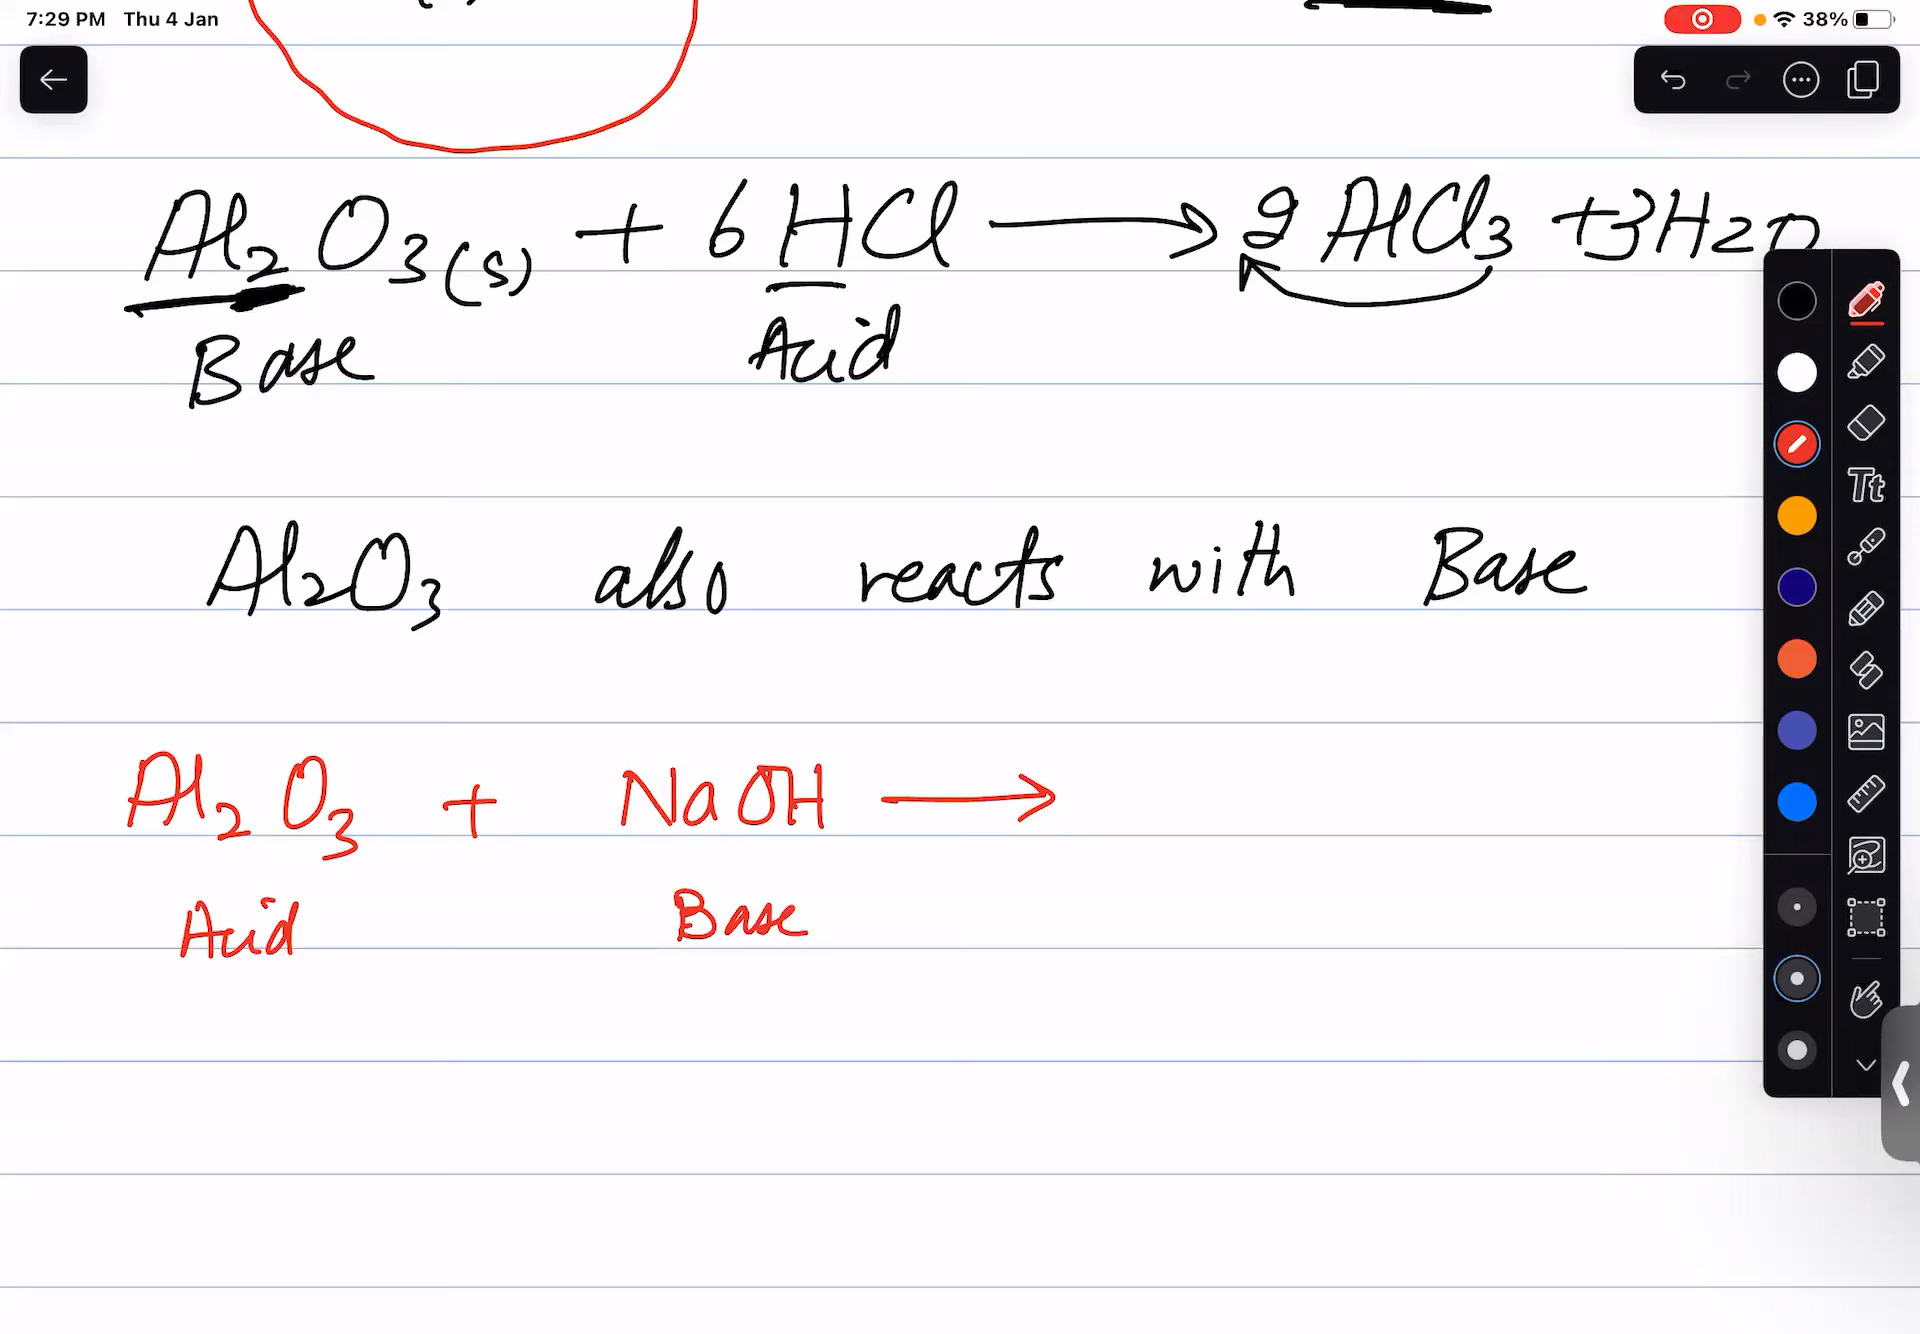 7:29 PM Thu 4 Jan 38%
Al2O3(s) + 6HCl → 2AlCl3 + 3H2O
Base Acid
Tt
Al2O3 also reacts with Base
Al2O3 + NaOH →
Acid Base